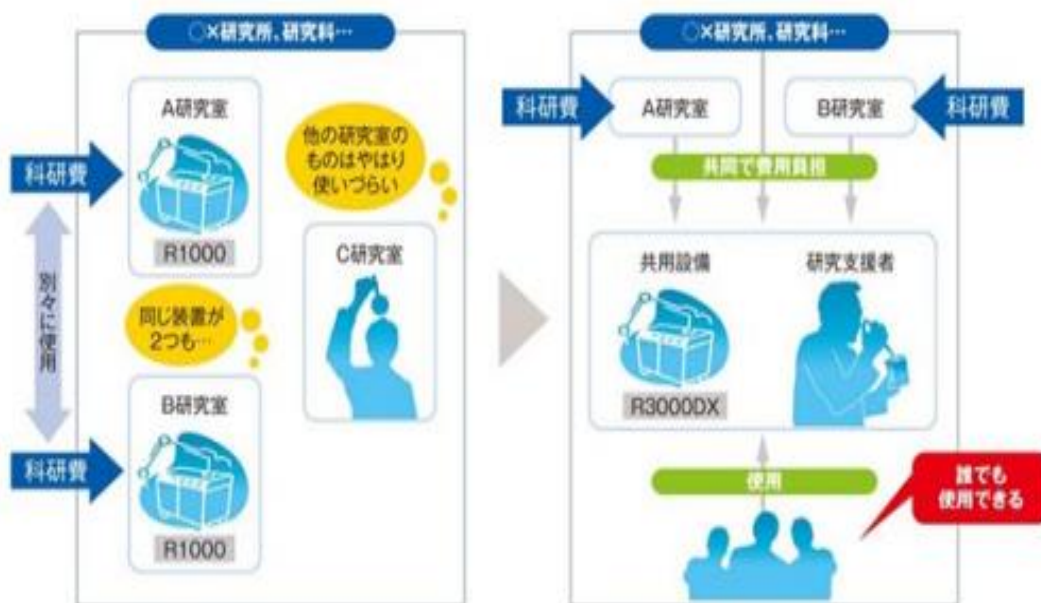 ○×研究所、研究科…
A研究室
科研費
R1000
他の研究室の
ものはやはり
使いづらい
C研究室
別々に使用
同じ装置が
2つも…
B研究室
科研費
R1000
○×研究所、研究科…
科研費
A研究室
B研究室
科研費
共同で費用負担
共用設備
研究支援者
R3000DX
使用
誰でも
使用できる